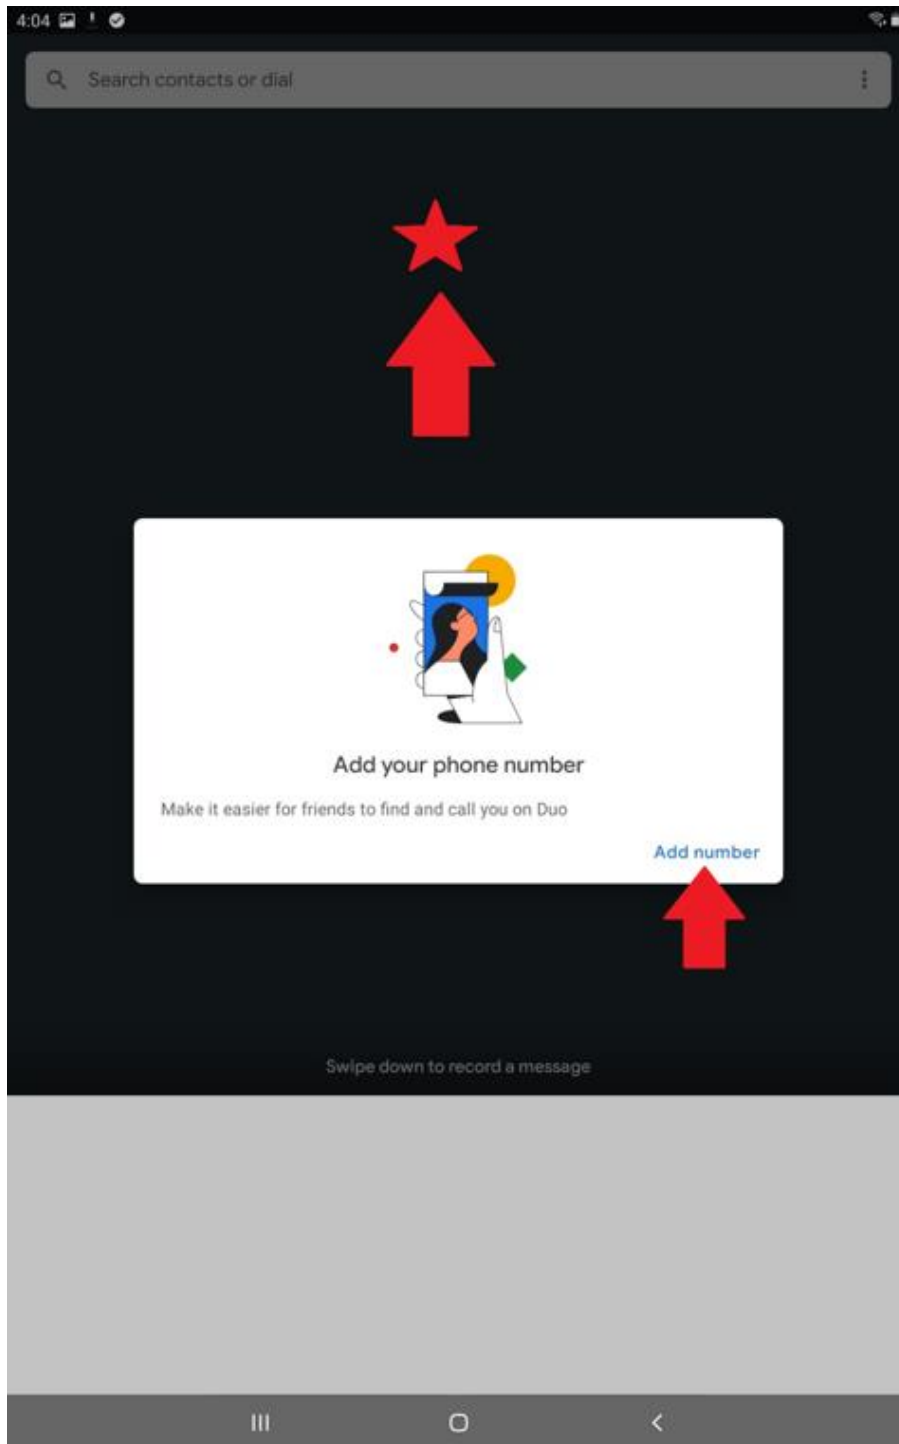 4:04
Search contacts or dial
Add your phone number
Make it easier for friends to find and call you on Duo
Add number
Swipe down to record a message